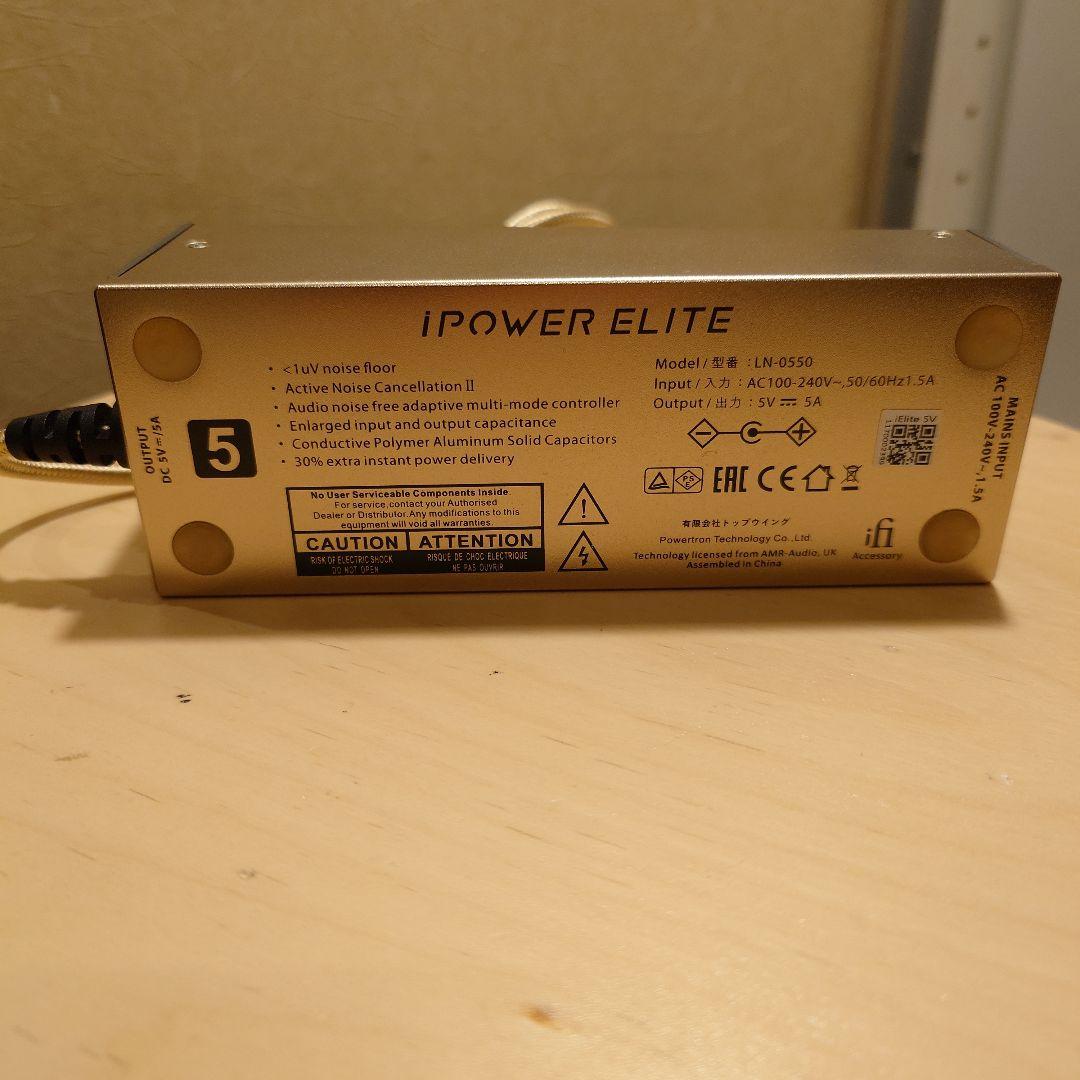 iPOWER ELITE
・ <1uV noise floor
・ Active Noise Cancellation II
・ Audio noise free adaptive multi-mode controller
・ Enlarged input and output capacitance
・ Conductive Polymer Aluminum Solid Capacitors
・ 30% extra instant power delivery
Model / 型番 : LN-0550
Input / 入力 : AC100-240V~,50/60Hz1.5A
Output / 出力 : 5V ⎓ 5A
OUTPUT
DC 5V⎓/5A
5
MAINS INPUT
AC 100V-240V~,1.5A
iElite 5V
PS
E
EAC CE
No User Serviceable Components Inside.
For service,contact your Authorised
Dealer or Distributor.Any modifications to this
equipment will void all warranties.
CAUTION
RISK OF ELECTRIC SHOCK
DO NOT OPEN
ATTENTION
RISQUE DE CHOC ELECTRIQUE
NE PAS OUVRIR
有限会社トップウイング
Powertron Technology Co.,Ltd.
Technology licensed from AMR-Audio, UK
Assembled in China
ifi
Accessory